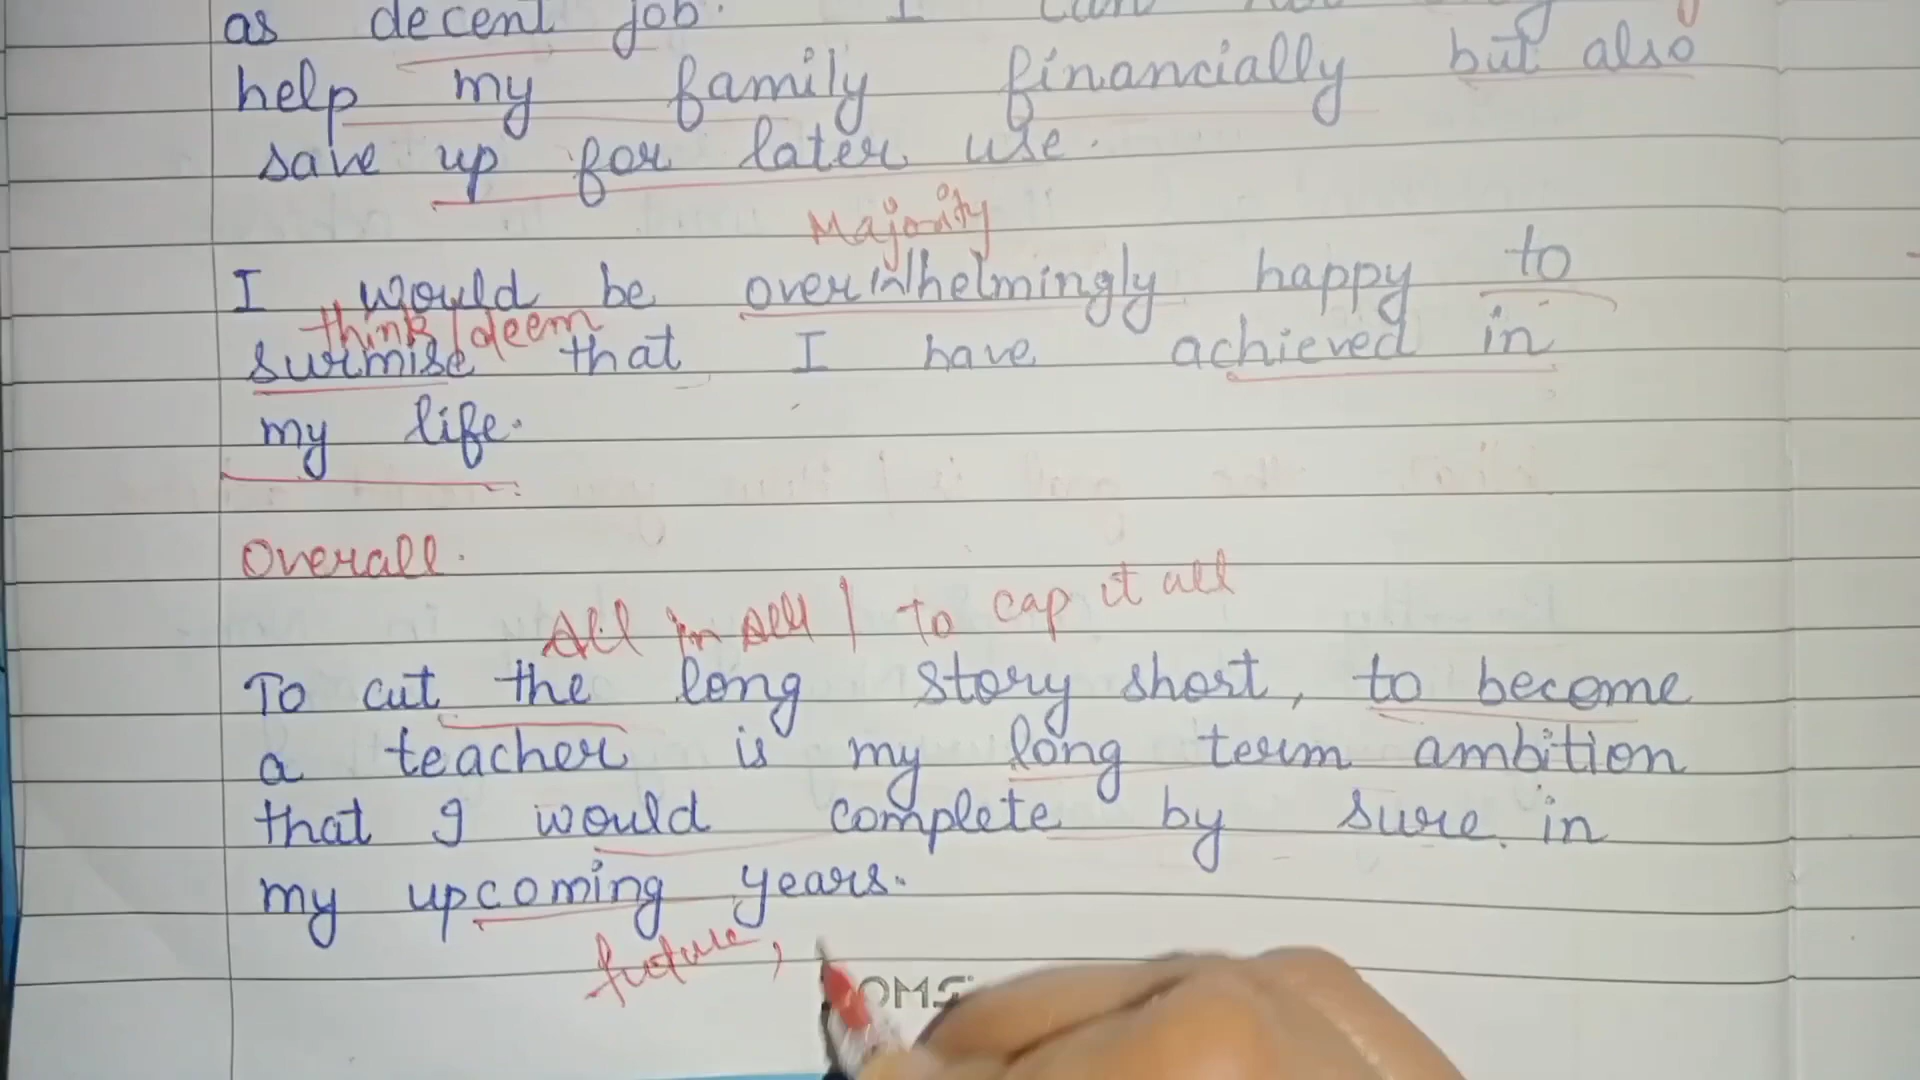 as decent job. I can not only
help my family financially but also
save up for later use.
Majority
I would be overwhelmingly happy to
think/deem
surmise that I have achieved in
my life.
Overall.
All in all / to cap it all
To cut the long story short, to become
a teacher is my long term ambition
that I would complete by sure in
my upcoming years.
future,